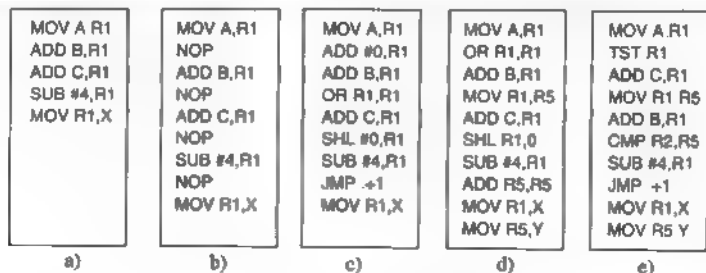 MOV A R1
ADD B,R1
ADD C,R1
SUB #4,R1
MOV R1,X
a)
MOV A,R1
NOP
ADD B,R1
NOP
ADD C,R1
NOP
SUB #4,R1
NOP
MOV R1,X
b)
MOV A,R1
ADD #0,R1
ADD B,R1
OR R1,R1
ADD C,R1
SHL #0,R1
SUB #4,R1
JMP .+1
MOV R1,X
c)
MOV A,R1
OR R1,R1
ADD B,R1
MOV R1,R5
ADD C,R1
SHL R1,0
SUB #4,R1
ADD R5,R5
MOV R1,X
MOV R5,Y
d)
MOV A,R1
TST R1
ADD C,R1
MOV R1 R5
ADD B,R1
CMP R2,R5
SUB #4,R1
JMP +1
MOV R1,X
MOV R5 Y
e)